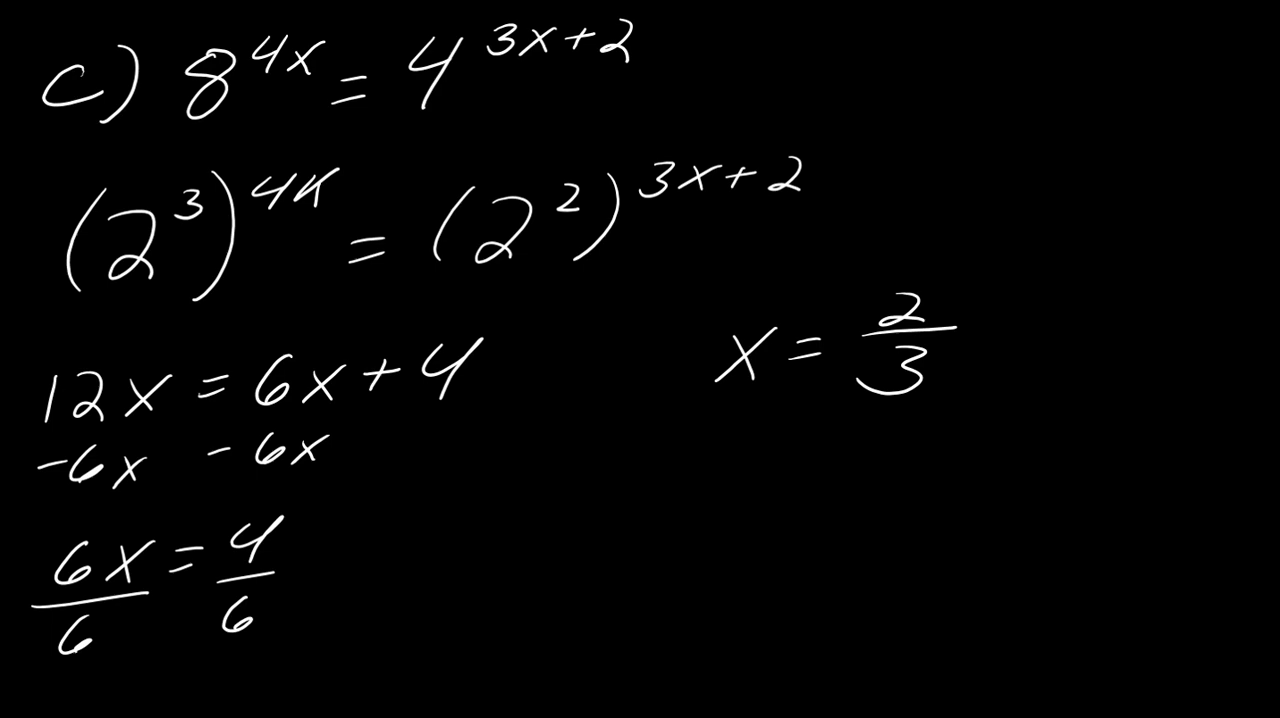 c) 8^{4x} = 4^{3x+2}
(2^3)^{4x} = (2^2)^{3x+2}
12x = 6x + 4
-6x -6x
6x/6 = 4/6
x = 2/3